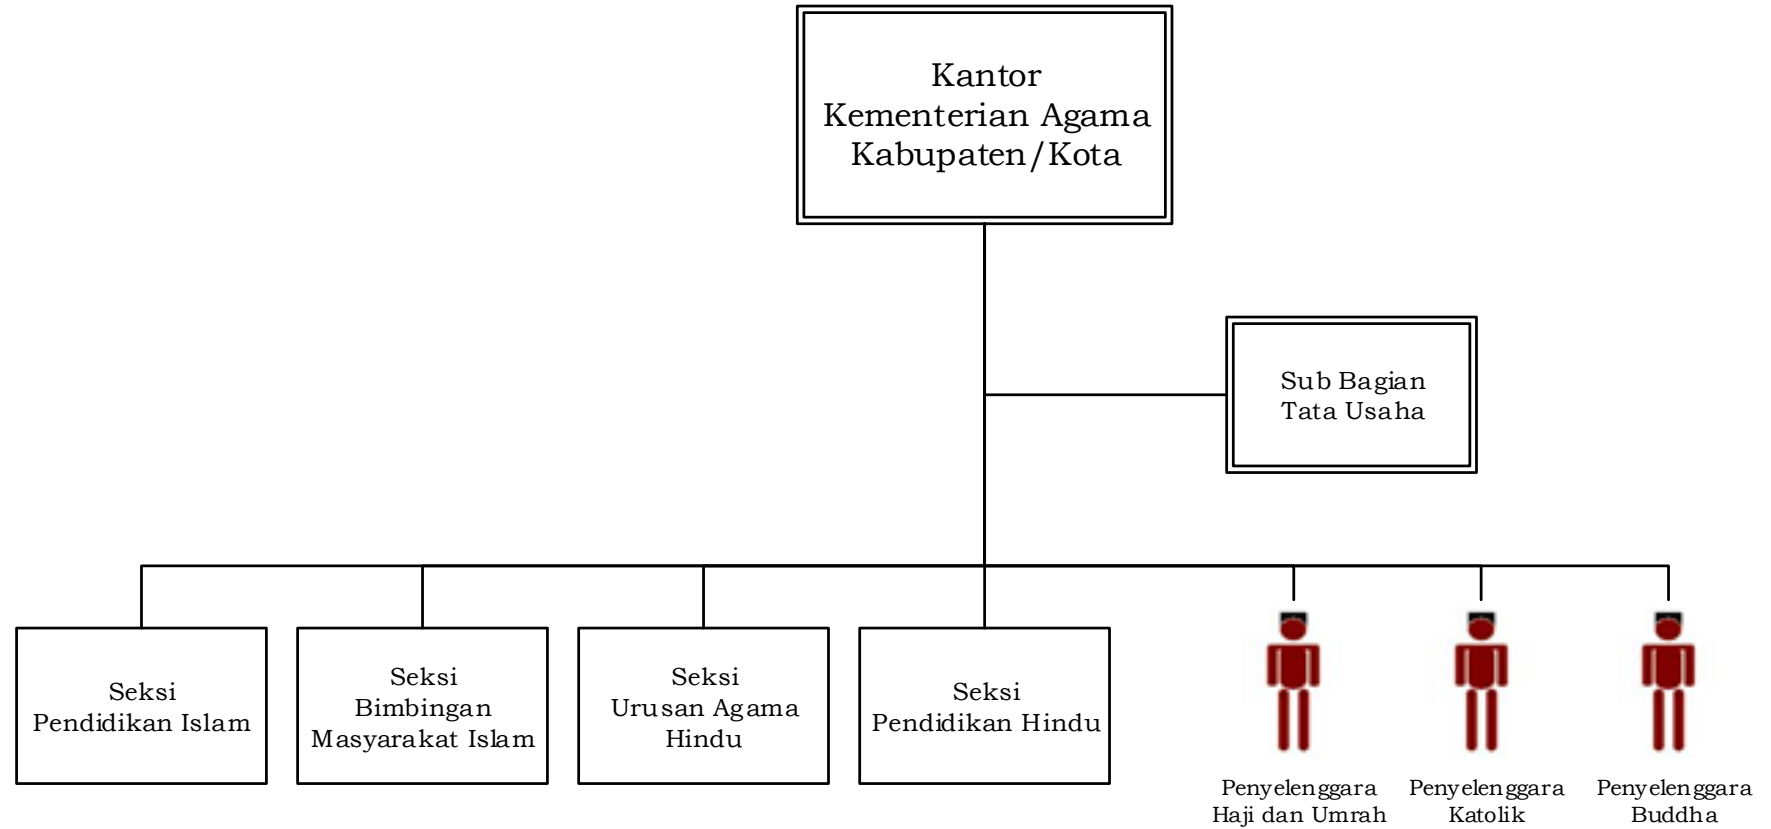 Kantor
Kementerian Agama
Kabupaten/Kota
Sub Bagian
Tata Usaha
Seksi
Pendidikan Islam
Seksi
Bimbingan
Masyarakat Islam
Seksi
Urusan Agama
Hindu
Seksi
Pendidikan Hindu
Penyelenggara
Haji dan Umrah
Penyelenggara
Katolik
Penyelenggara
Buddha